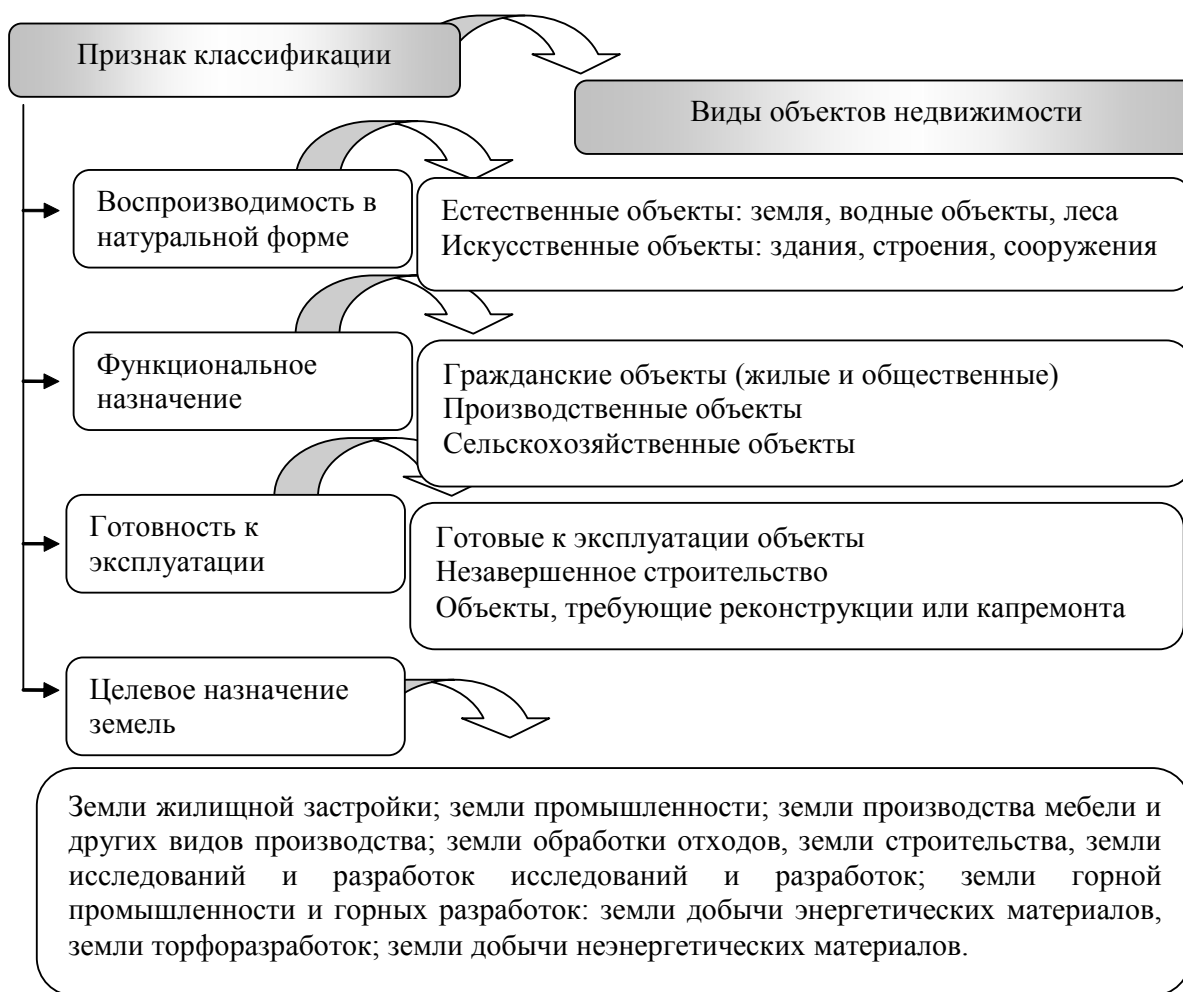 Признак классификации
Виды объектов недвижимости
Воспроизводимость в
натуральной форме
Естественные объекты: земля, водные объекты, леса
Искусственные объекты: здания, строения, сооружения
Функциональное
назначение
Гражданские объекты (жилые и общественные)
Производственные объекты
Сельскохозяйственные объекты
Готовность к
эксплуатации
Готовые к эксплуатации объекты
Незавершенное строительство
Объекты, требующие реконструкции или капремонта
Целевое назначение
земель
Земли жилищной застройки; земли промышленности; земли производства мебели и
других видов производства; земли обработки отходов, земли строительства, земли
исследований и разработок исследований и разработок; земли горной
промышленности и горных разработок: земли добычи энергетических материалов,
земли торфоразработок; земли добычи неэнергетических материалов.